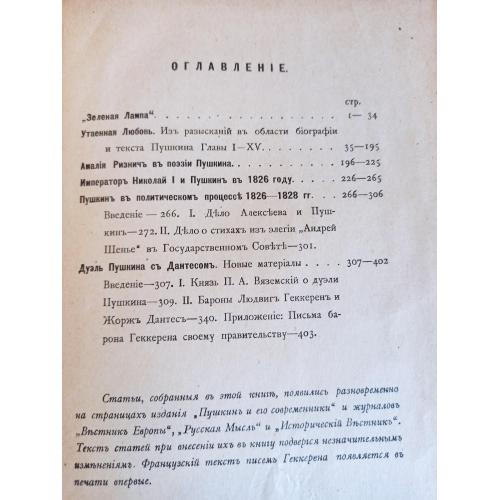 ОГЛАВЛЕНІЕ.
стр.
„Зеленая Лампа“. . . . . . . . . . . . . . . 1— 34
Утаенная Любовь. Изъ разысканій въ области біографіи
и текста Пушкина Главы I—XV. . . . . . . . . 35—195
Амалія Ризничъ въ поэзіи Пушкина. . . . . . . . . 196—225
Императоръ Николай I и Пушкинъ въ 1826 году. . . . . . 226—265
Пушкинъ въ политическомъ процессѣ 1826—1828 гг. . . . . 266—306
Введеніе — 266. I. Дѣло Алексѣева и Пуш-
кинъ—272. II. Дѣло о стихахъ изъ элегіи „Андрей
Шенье“ въ Государственномъ Совѣтѣ—301.
Дуэль Пушкина съ Дантесомъ. Новые матеріалы . . . . 307—402
Введеніе—307. I. Князь П. А. Вяземскій о дуэли
Пушкина—309. II. Бароны Людвигъ Геккеренъ и
Жоржъ Дантесъ—340. Приложеніе: Письма ба-
рона Геккерена своему правительству—403.
Статьи, собранныя въ этой книгѣ, появились разновременно
на страницахъ изданія „Пушкинъ и его современники“ и журналовъ
„Вѣстникъ Европы“, „Русская Мысль“ и „Историческій Вѣстникъ“.
Текстъ статей при внесеніи ихъ въ книгу подвергся незначительнымъ
измѣненіямъ. Французскій текстъ писемъ Геккерена появляется въ
печати впервые.